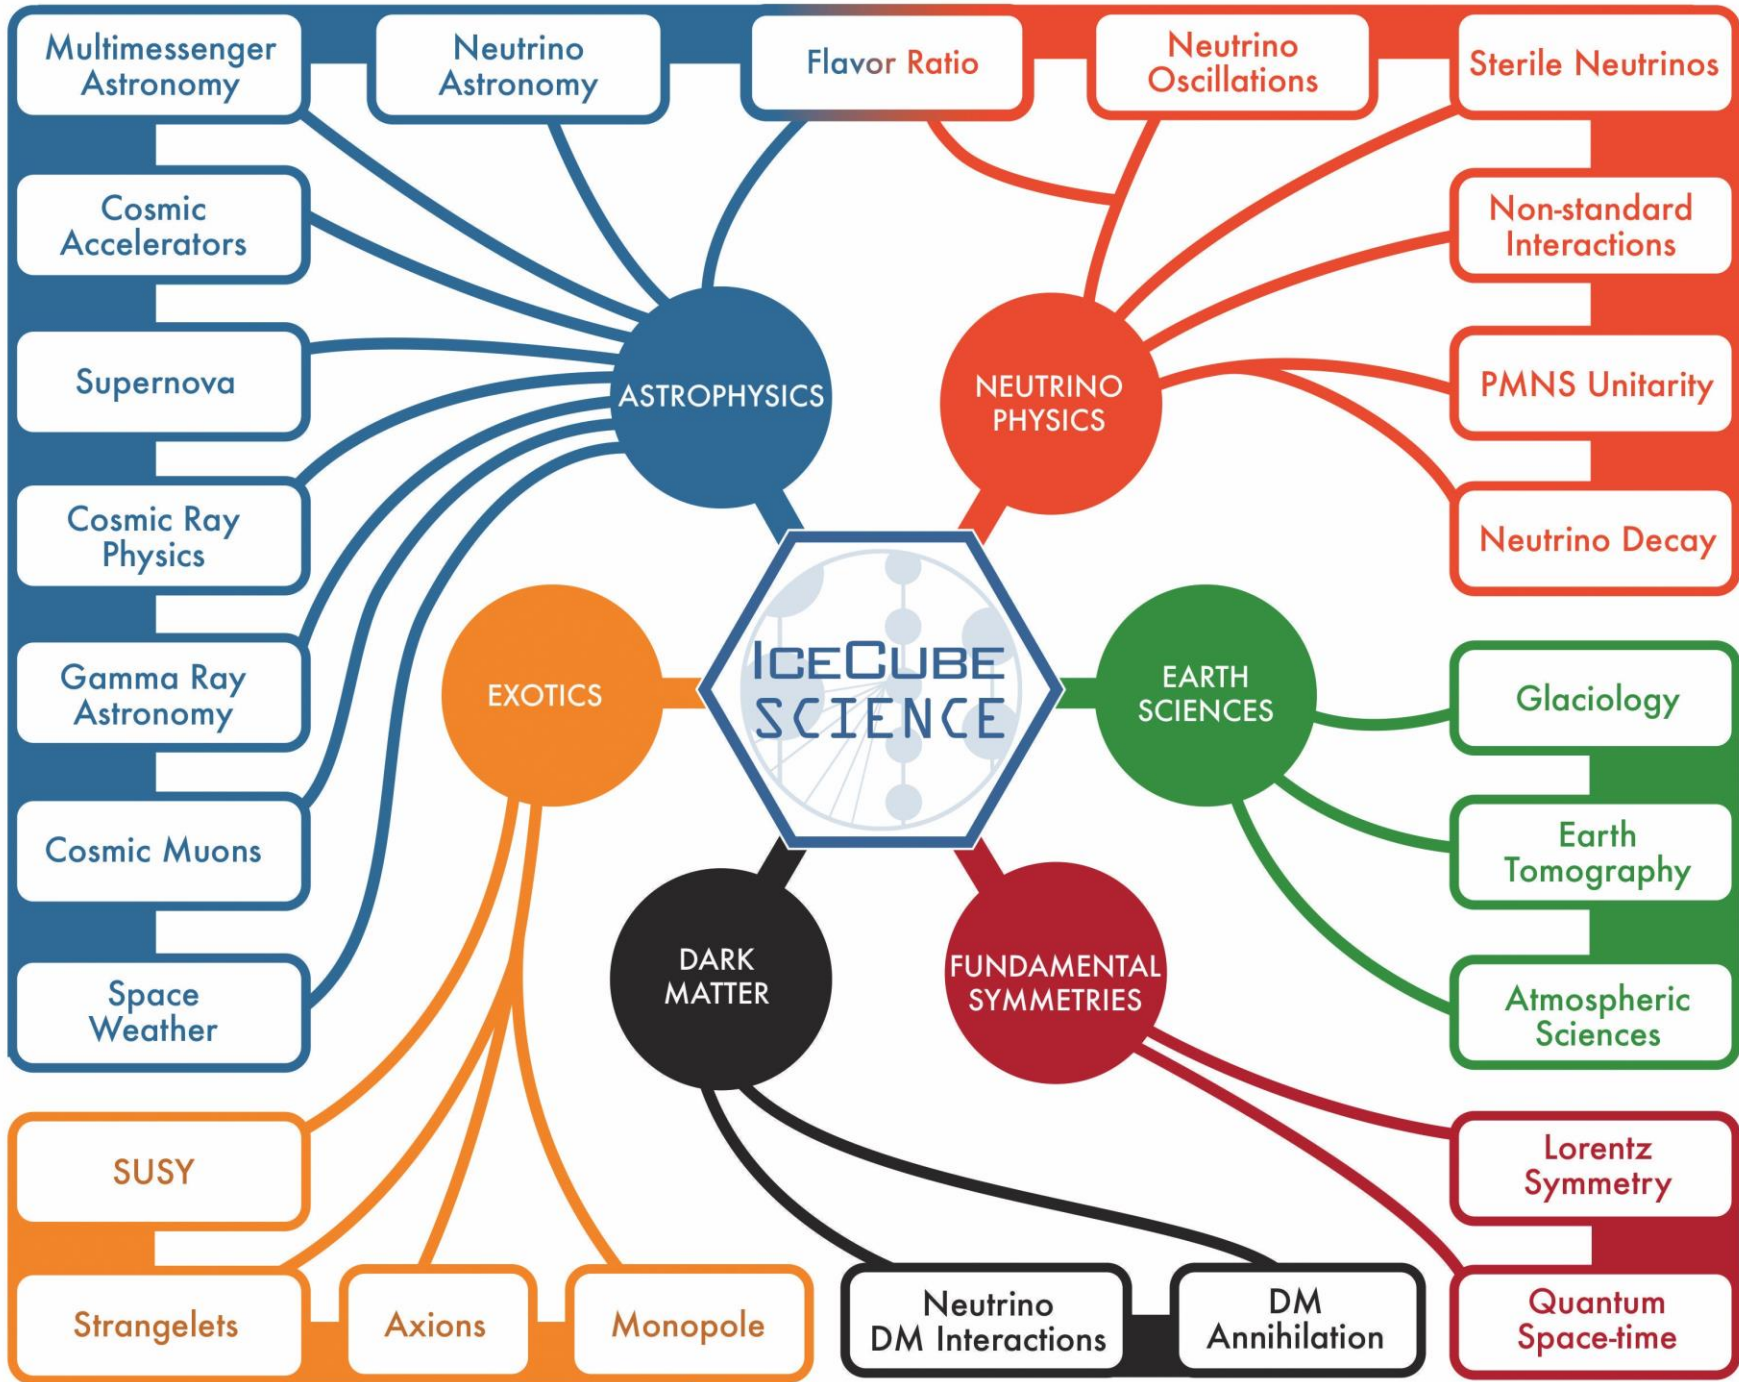 Multimessenger
Astronomy
Neutrino
Astronomy
Flavor Ratio
Neutrino
Oscillations
Sterile Neutrinos
Cosmic
Accelerators
Non-standard
Interactions
Supernova
ASTROPHYSICS
NEUTRINO
PHYSICS
PMNS Unitarity
Cosmic Ray
Physics
Neutrino Decay
Gamma Ray
Astronomy
EXOTICS
ICECUBE
SCIENCE
EARTH
SCIENCES
Glaciology
Cosmic Muons
Earth
Tomography
Space
Weather
DARK
MATTER
FUNDAMENTAL
SYMMETRIES
Atmospheric
Sciences
SUSY
Lorentz
Symmetry
Strangelets
Axions
Monopole
Neutrino
DM Interactions
DM
Annihilation
Quantum
Space-time